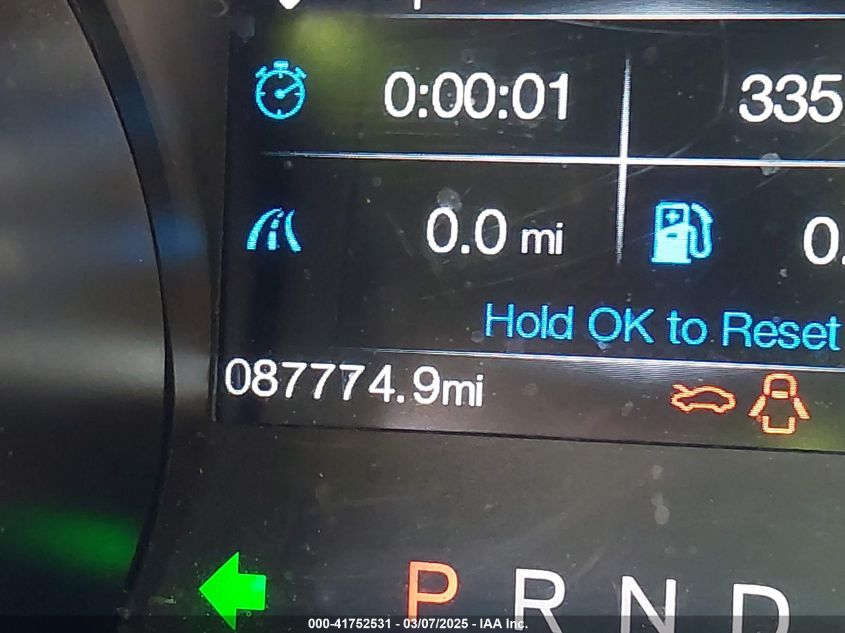 0:00:01 335
0.0 mi 0.
Hold OK to Reset
087774.9mi
P R N D
000-41752531 - 03/07/2025 - IAA Inc.